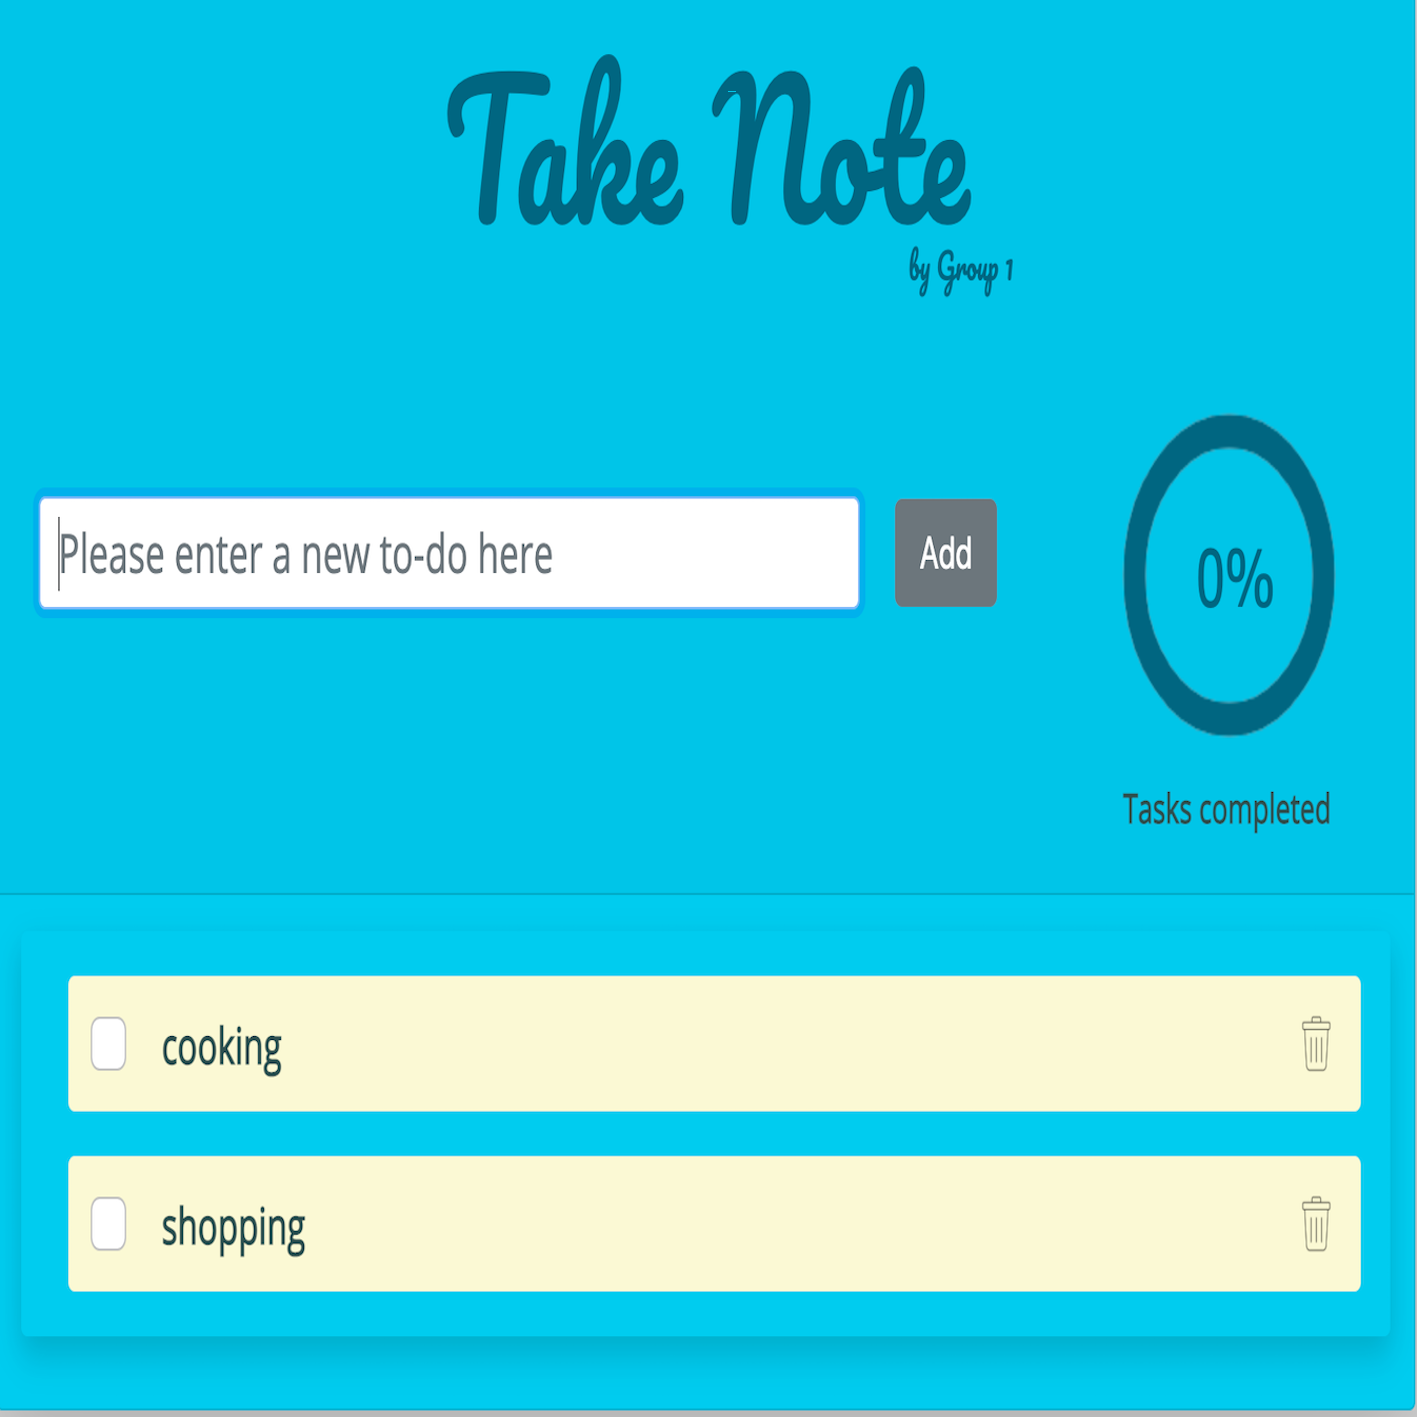 Take Note
by Group 1
Please enter a new to-do here
Add
0%
Tasks completed
cooking
shopping